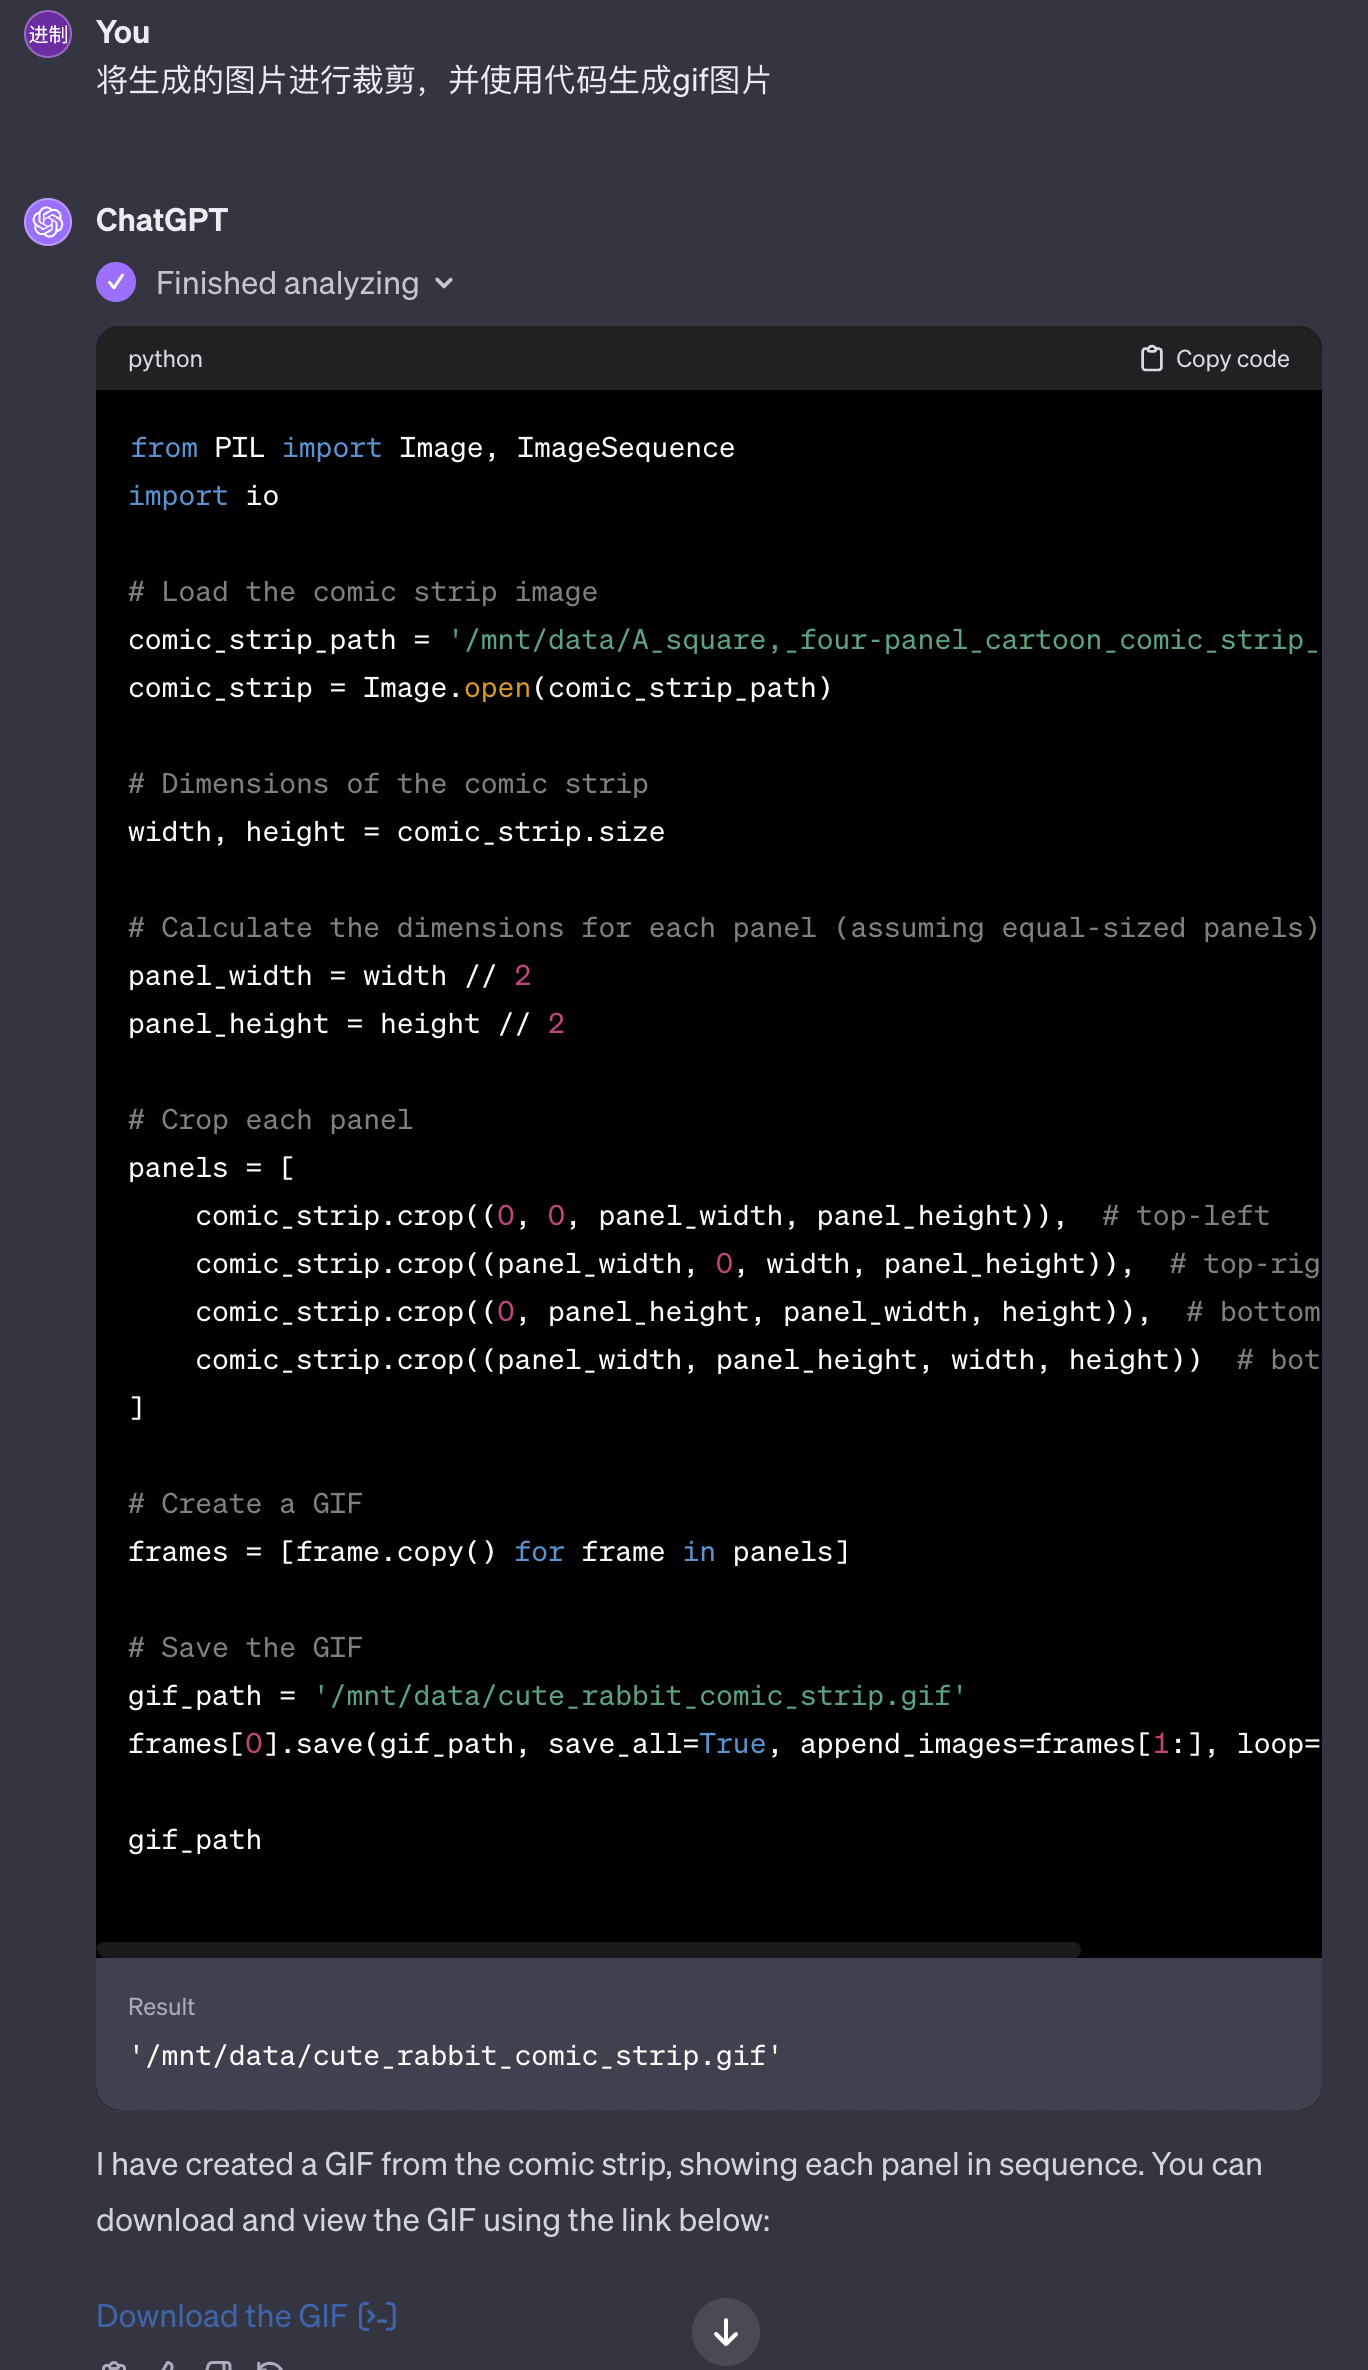 进制
You
将生成的图片进行裁剪，并使用代码生成gif图片
ChatGPT
Finished analyzing
python
Copy code
from PIL import Image, ImageSequence
import io
# Load the comic strip image
comic_strip_path = '/mnt/data/A_square,_four-panel_cartoon_comic_strip_
comic_strip = Image.open(comic_strip_path)
# Dimensions of the comic strip
width, height = comic_strip.size
# Calculate the dimensions for each panel (assuming equal-sized panels)
panel_width = width // 2
panel_height = height // 2
# Crop each panel
panels = [
    comic_strip.crop((0, 0, panel_width, panel_height)),  # top-left
    comic_strip.crop((panel_width, 0, width, panel_height)),  # top-rig
    comic_strip.crop((0, panel_height, panel_width, height)),  # bottom
    comic_strip.crop((panel_width, panel_height, width, height))  # bot
]
# Create a GIF
frames = [frame.copy() for frame in panels]
# Save the GIF
gif_path = '/mnt/data/cute_rabbit_comic_strip.gif'
frames[0].save(gif_path, save_all=True, append_images=frames[1:], loop=
gif_path
Result
'/mnt/data/cute_rabbit_comic_strip.gif'
I have created a GIF from the comic strip, showing each panel in sequence. You can
download and view the GIF using the link below:
Download the GIF [>-]